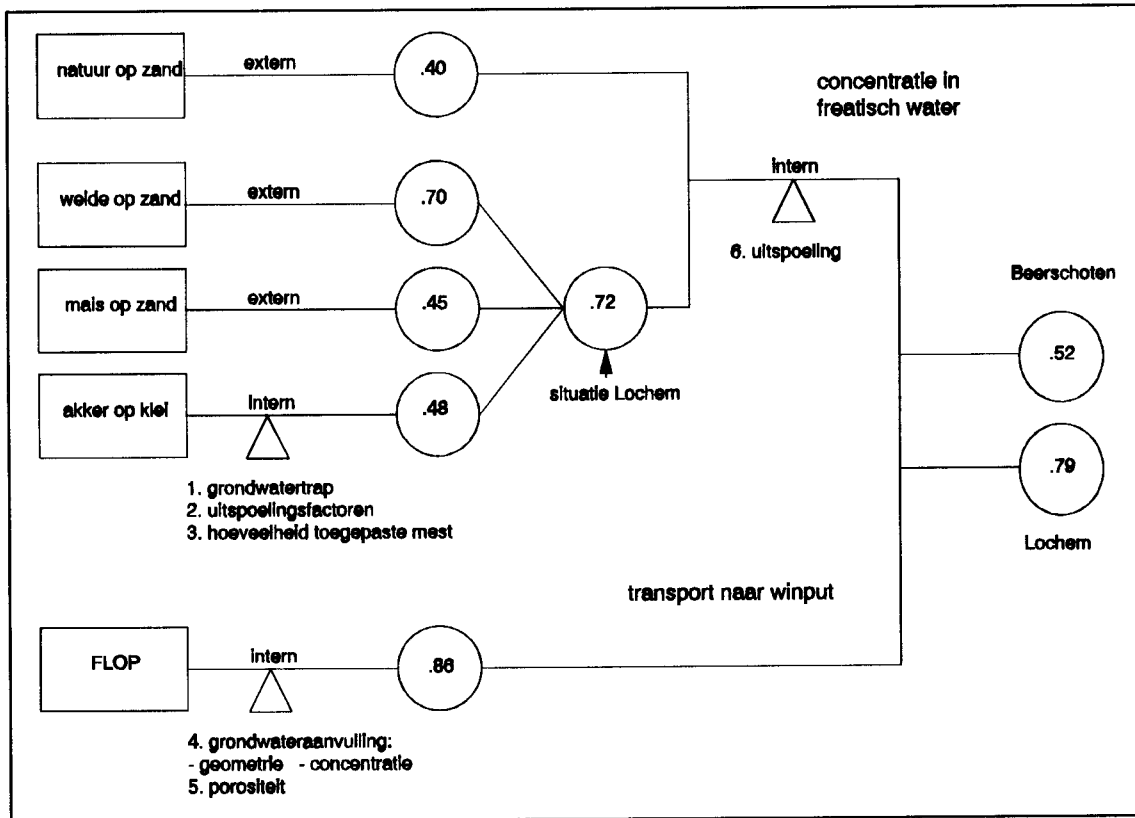 natuur op zand
extern
.40
concentratie in
freatisch water
weide op zand
extern
.70
intern
6. uitspoeling
mais op zand
extern
.45
.72
situatie Lochem
Beerschoten
.52
akker op klei
intern
.48
1. grondwatertrap
2. uitspoelingsfactoren
3. hoeveelheid toegepaste mest
.79
Lochem
transport naar winput
FLOP
intern
.86
4. grondwateraanvulling:
- geometrie - concentratie
5. porositeit